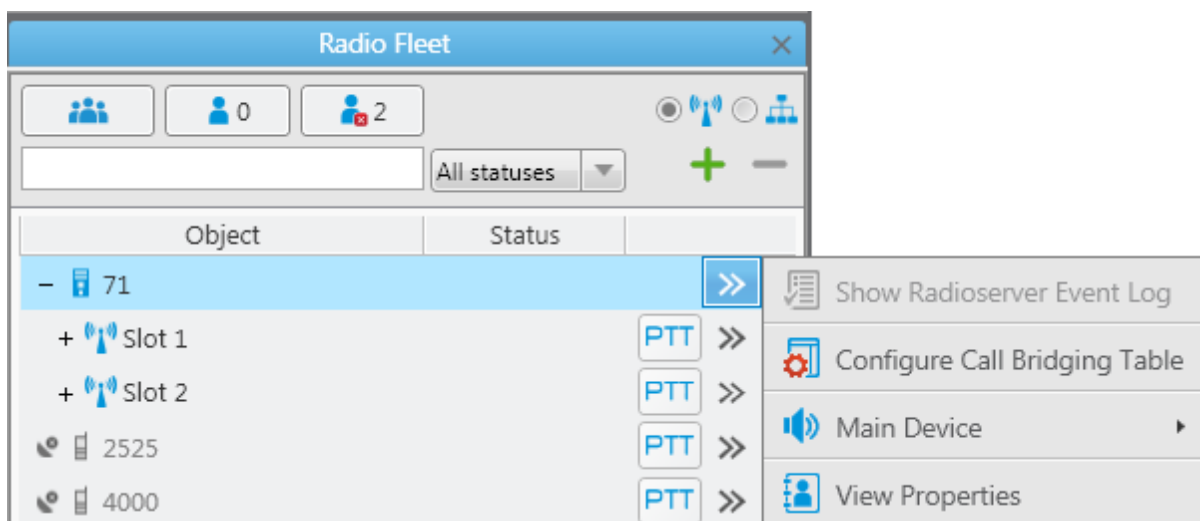 Radio Fleet
0
2
All statuses
Object Status
71
Show Radioserver Event Log
Slot 1 PTT
Configure Call Bridging Table
Slot 2 PTT
Main Device
2525 PTT
View Properties
4000 PTT